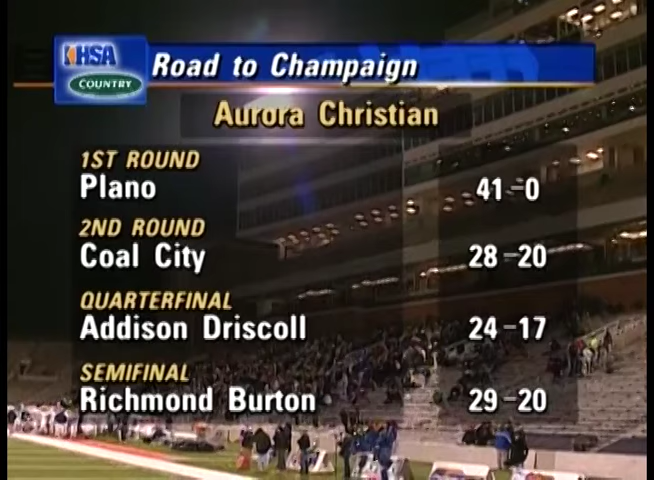 IHSA
COUNTRY
Road to Champaign
Aurora Christian
1ST ROUND
Plano 41-0
2ND ROUND
Coal City 28-20
QUARTERFINAL
Addison Driscoll 24-17
SEMIFINAL
Richmond Burton 29-20